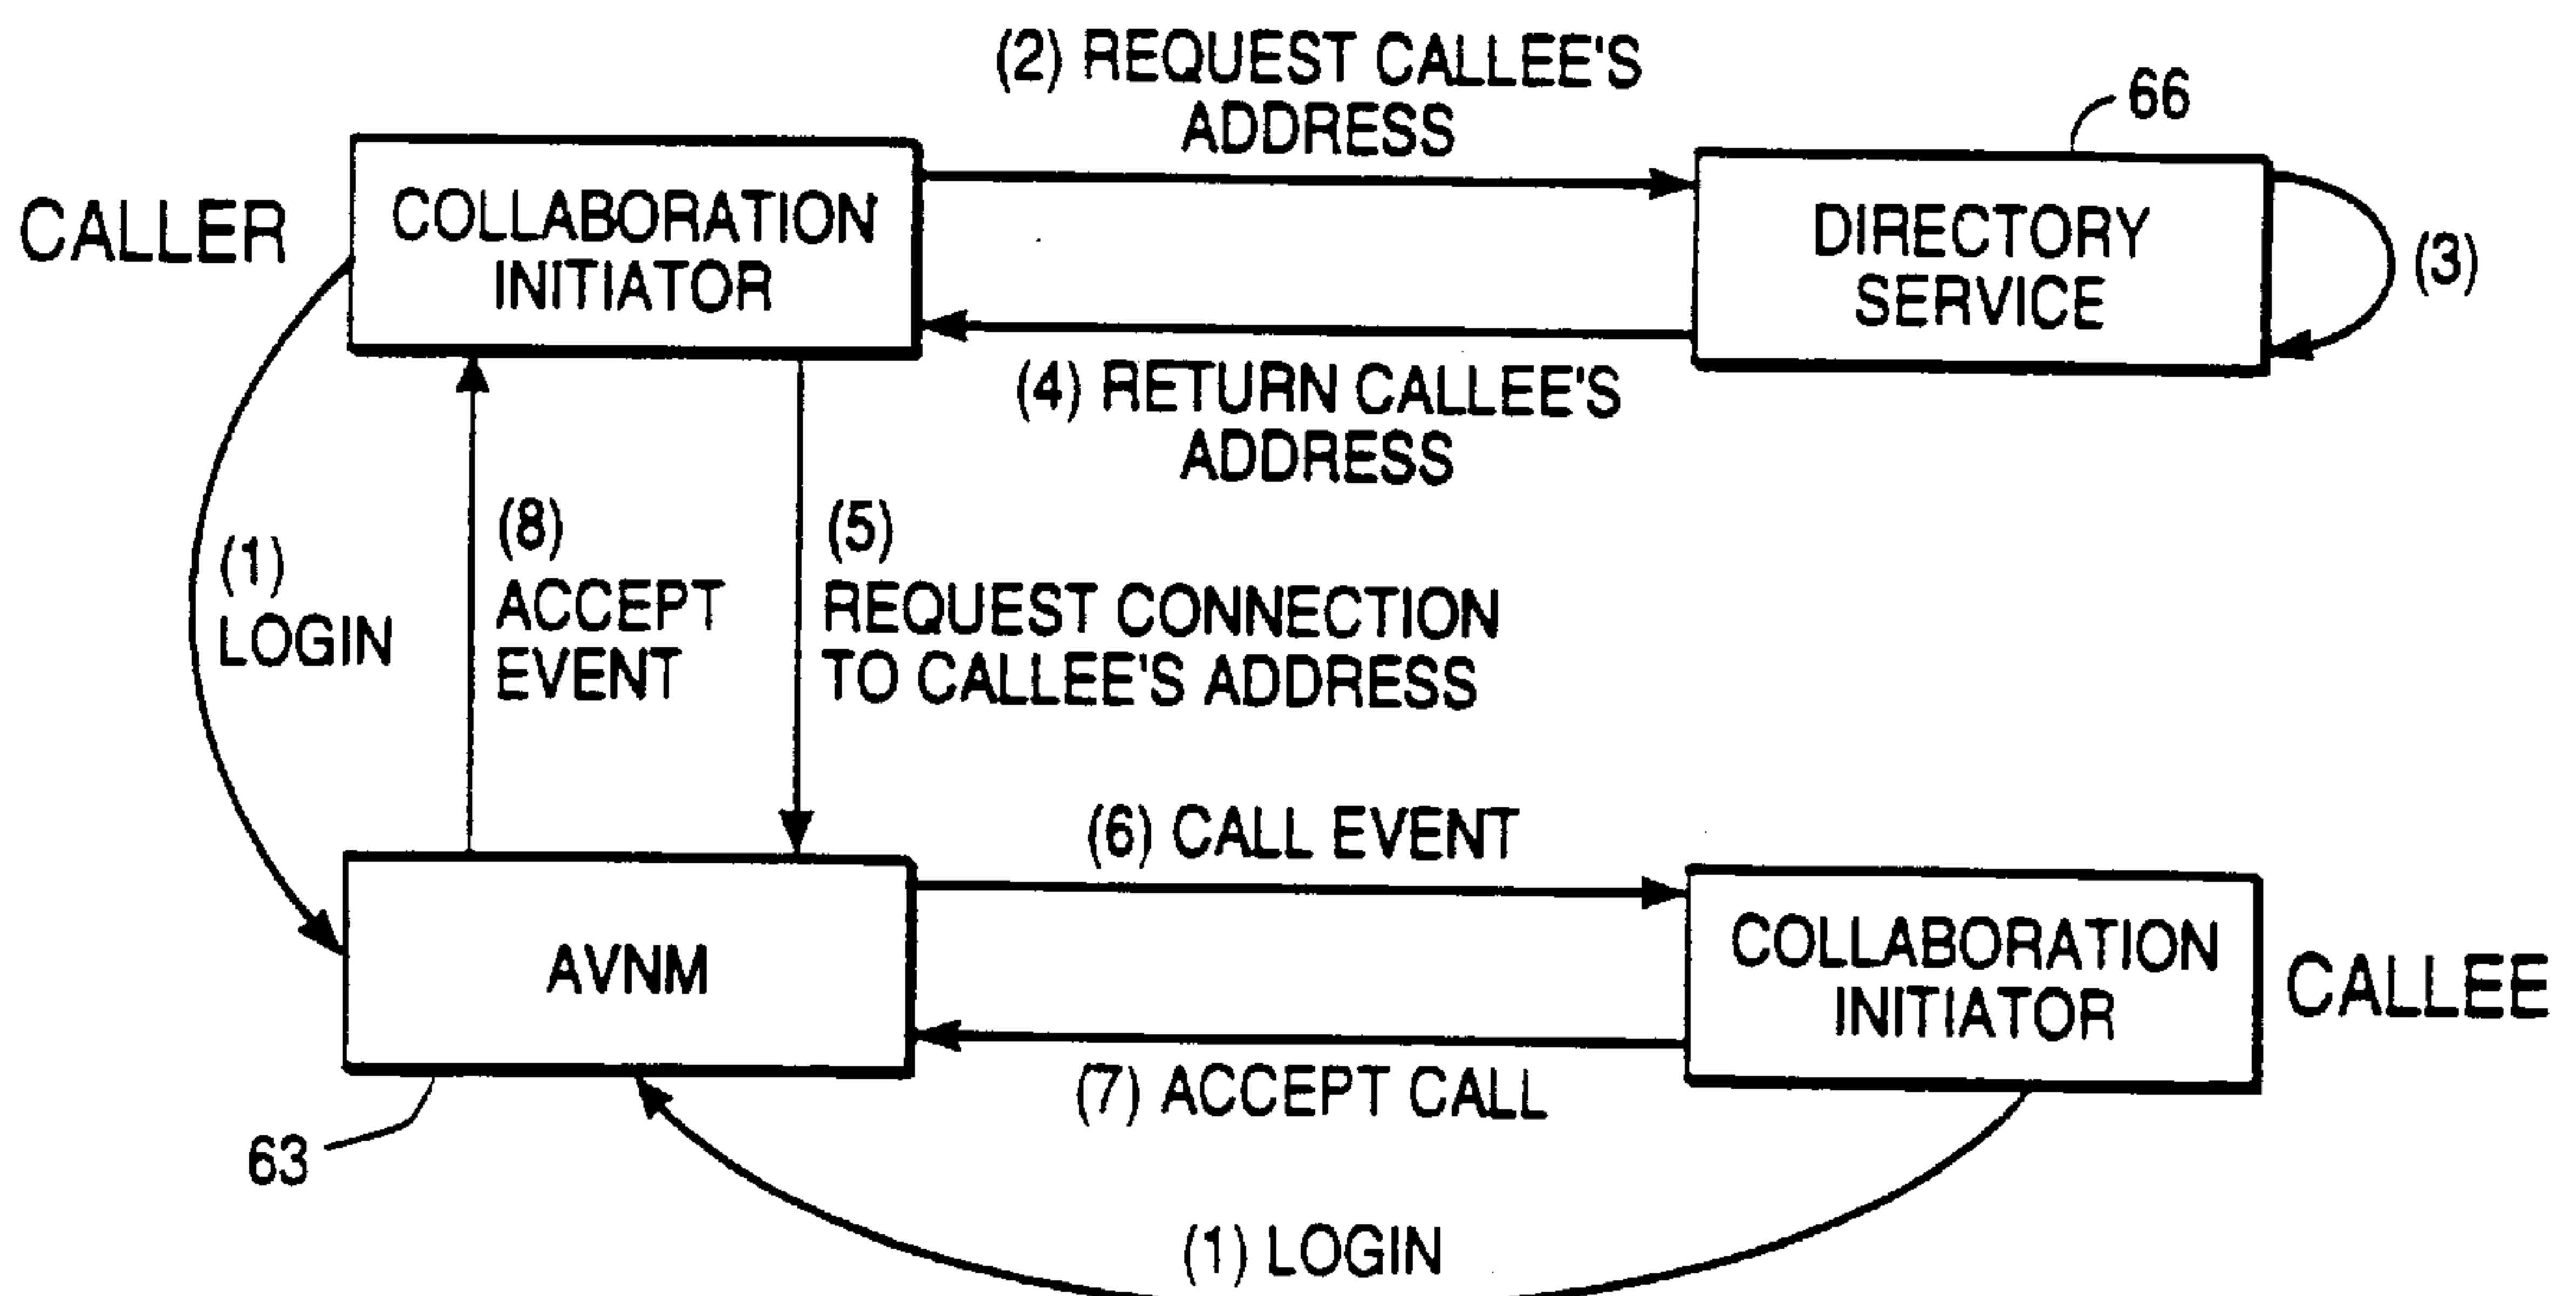 (2) REQUEST CALLEE'S
ADDRESS
66
CALLER
COLLABORATION
INITIATOR
DIRECTORY
SERVICE
(3)
(4) RETURN CALLEE'S
ADDRESS
(1)
LOGIN
(8)
ACCEPT
EVENT
(5)
REQUEST CONNECTION
TO CALLEE'S ADDRESS
(6) CALL EVENT
AVNM
COLLABORATION
INITIATOR
CALLEE
(7) ACCEPT CALL
63
(1) LOGIN